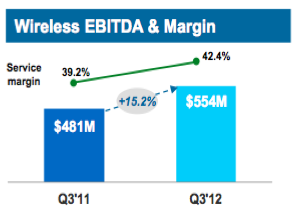 Wireless EBITDA & Margin
Service
margin
39.2%
42.4%
+15.2%
$481M
$554M
Q3'11
Q3'12